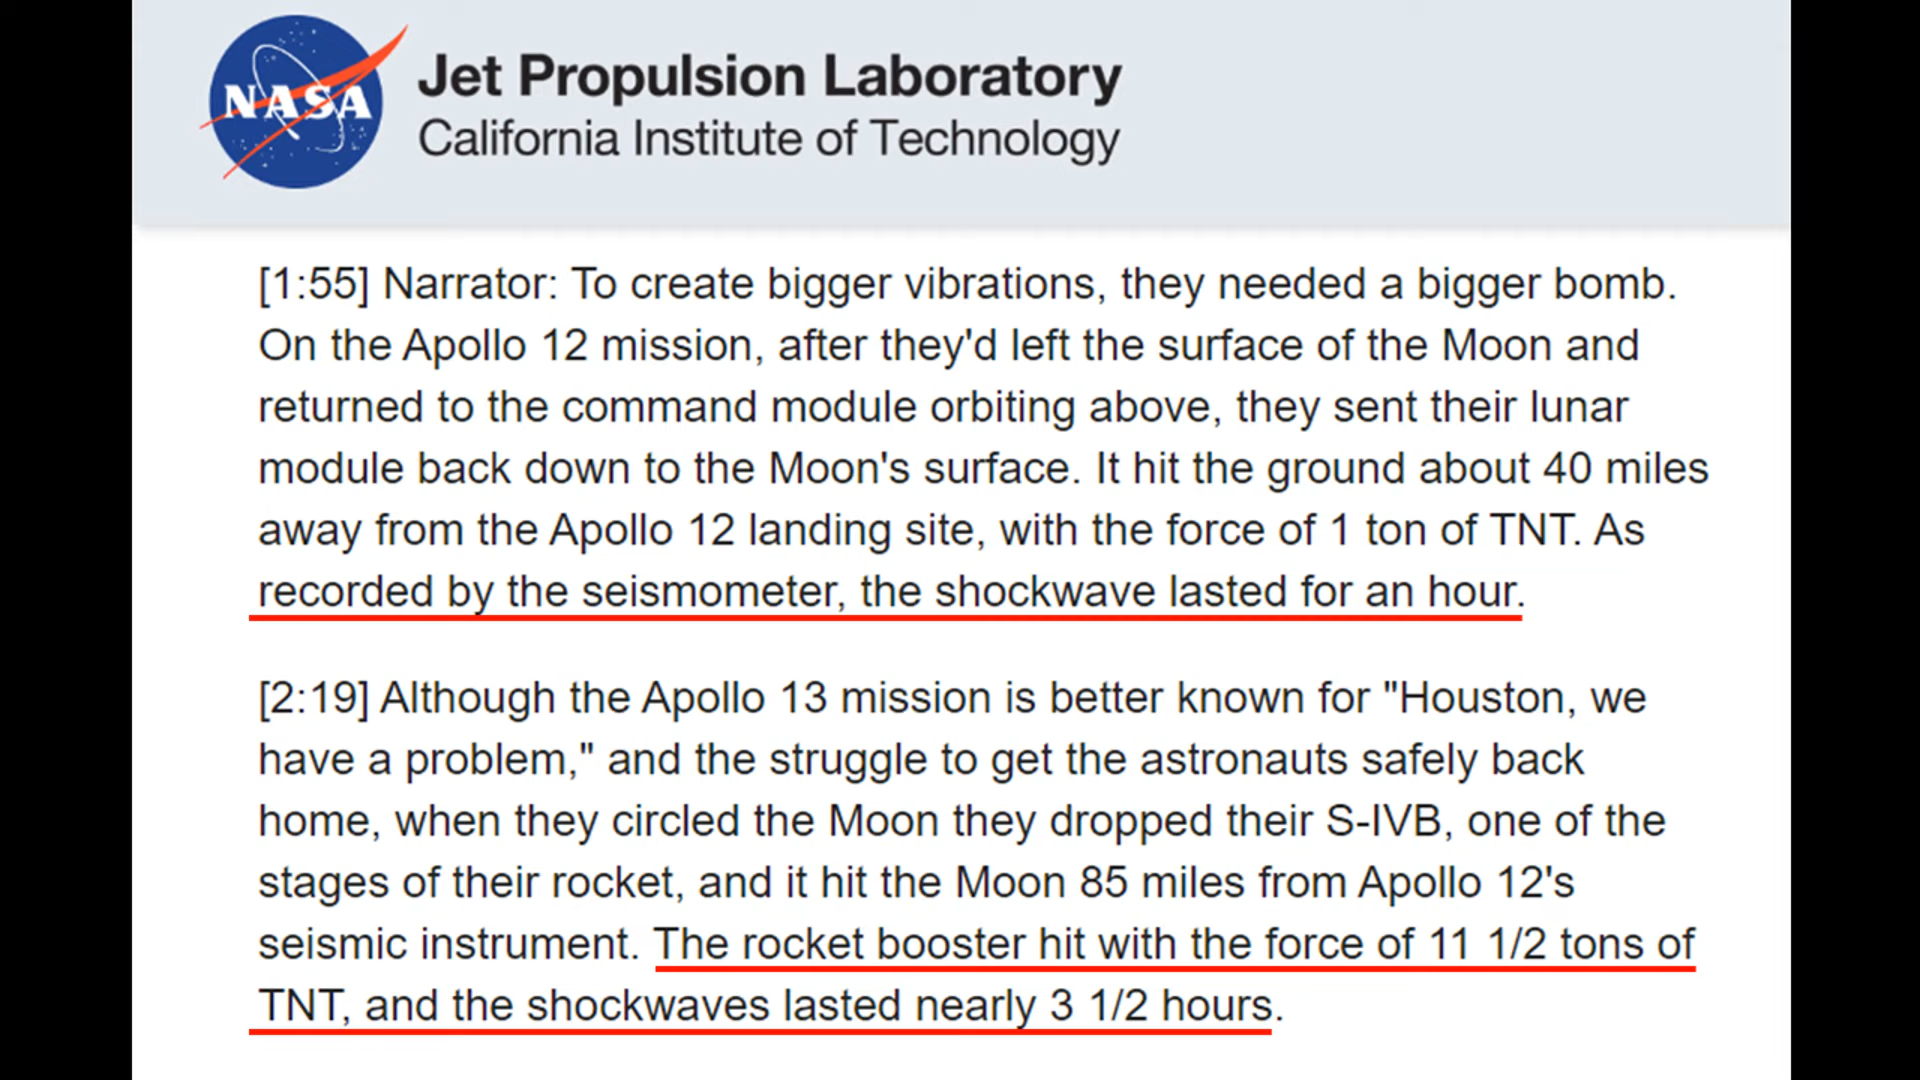 NASA
Jet Propulsion Laboratory
California Institute of Technology
[1:55] Narrator: To create bigger vibrations, they needed a bigger bomb.
On the Apollo 12 mission, after they'd left the surface of the Moon and
returned to the command module orbiting above, they sent their lunar
module back down to the Moon's surface. It hit the ground about 40 miles
away from the Apollo 12 landing site, with the force of 1 ton of TNT. As
recorded by the seismometer, the shockwave lasted for an hour.
[2:19] Although the Apollo 13 mission is better known for "Houston, we
have a problem," and the struggle to get the astronauts safely back
home, when they circled the Moon they dropped their S-IVB, one of the
stages of their rocket, and it hit the Moon 85 miles from Apollo 12's
seismic instrument. The rocket booster hit with the force of 11 1/2 tons of
TNT, and the shockwaves lasted nearly 3 1/2 hours.